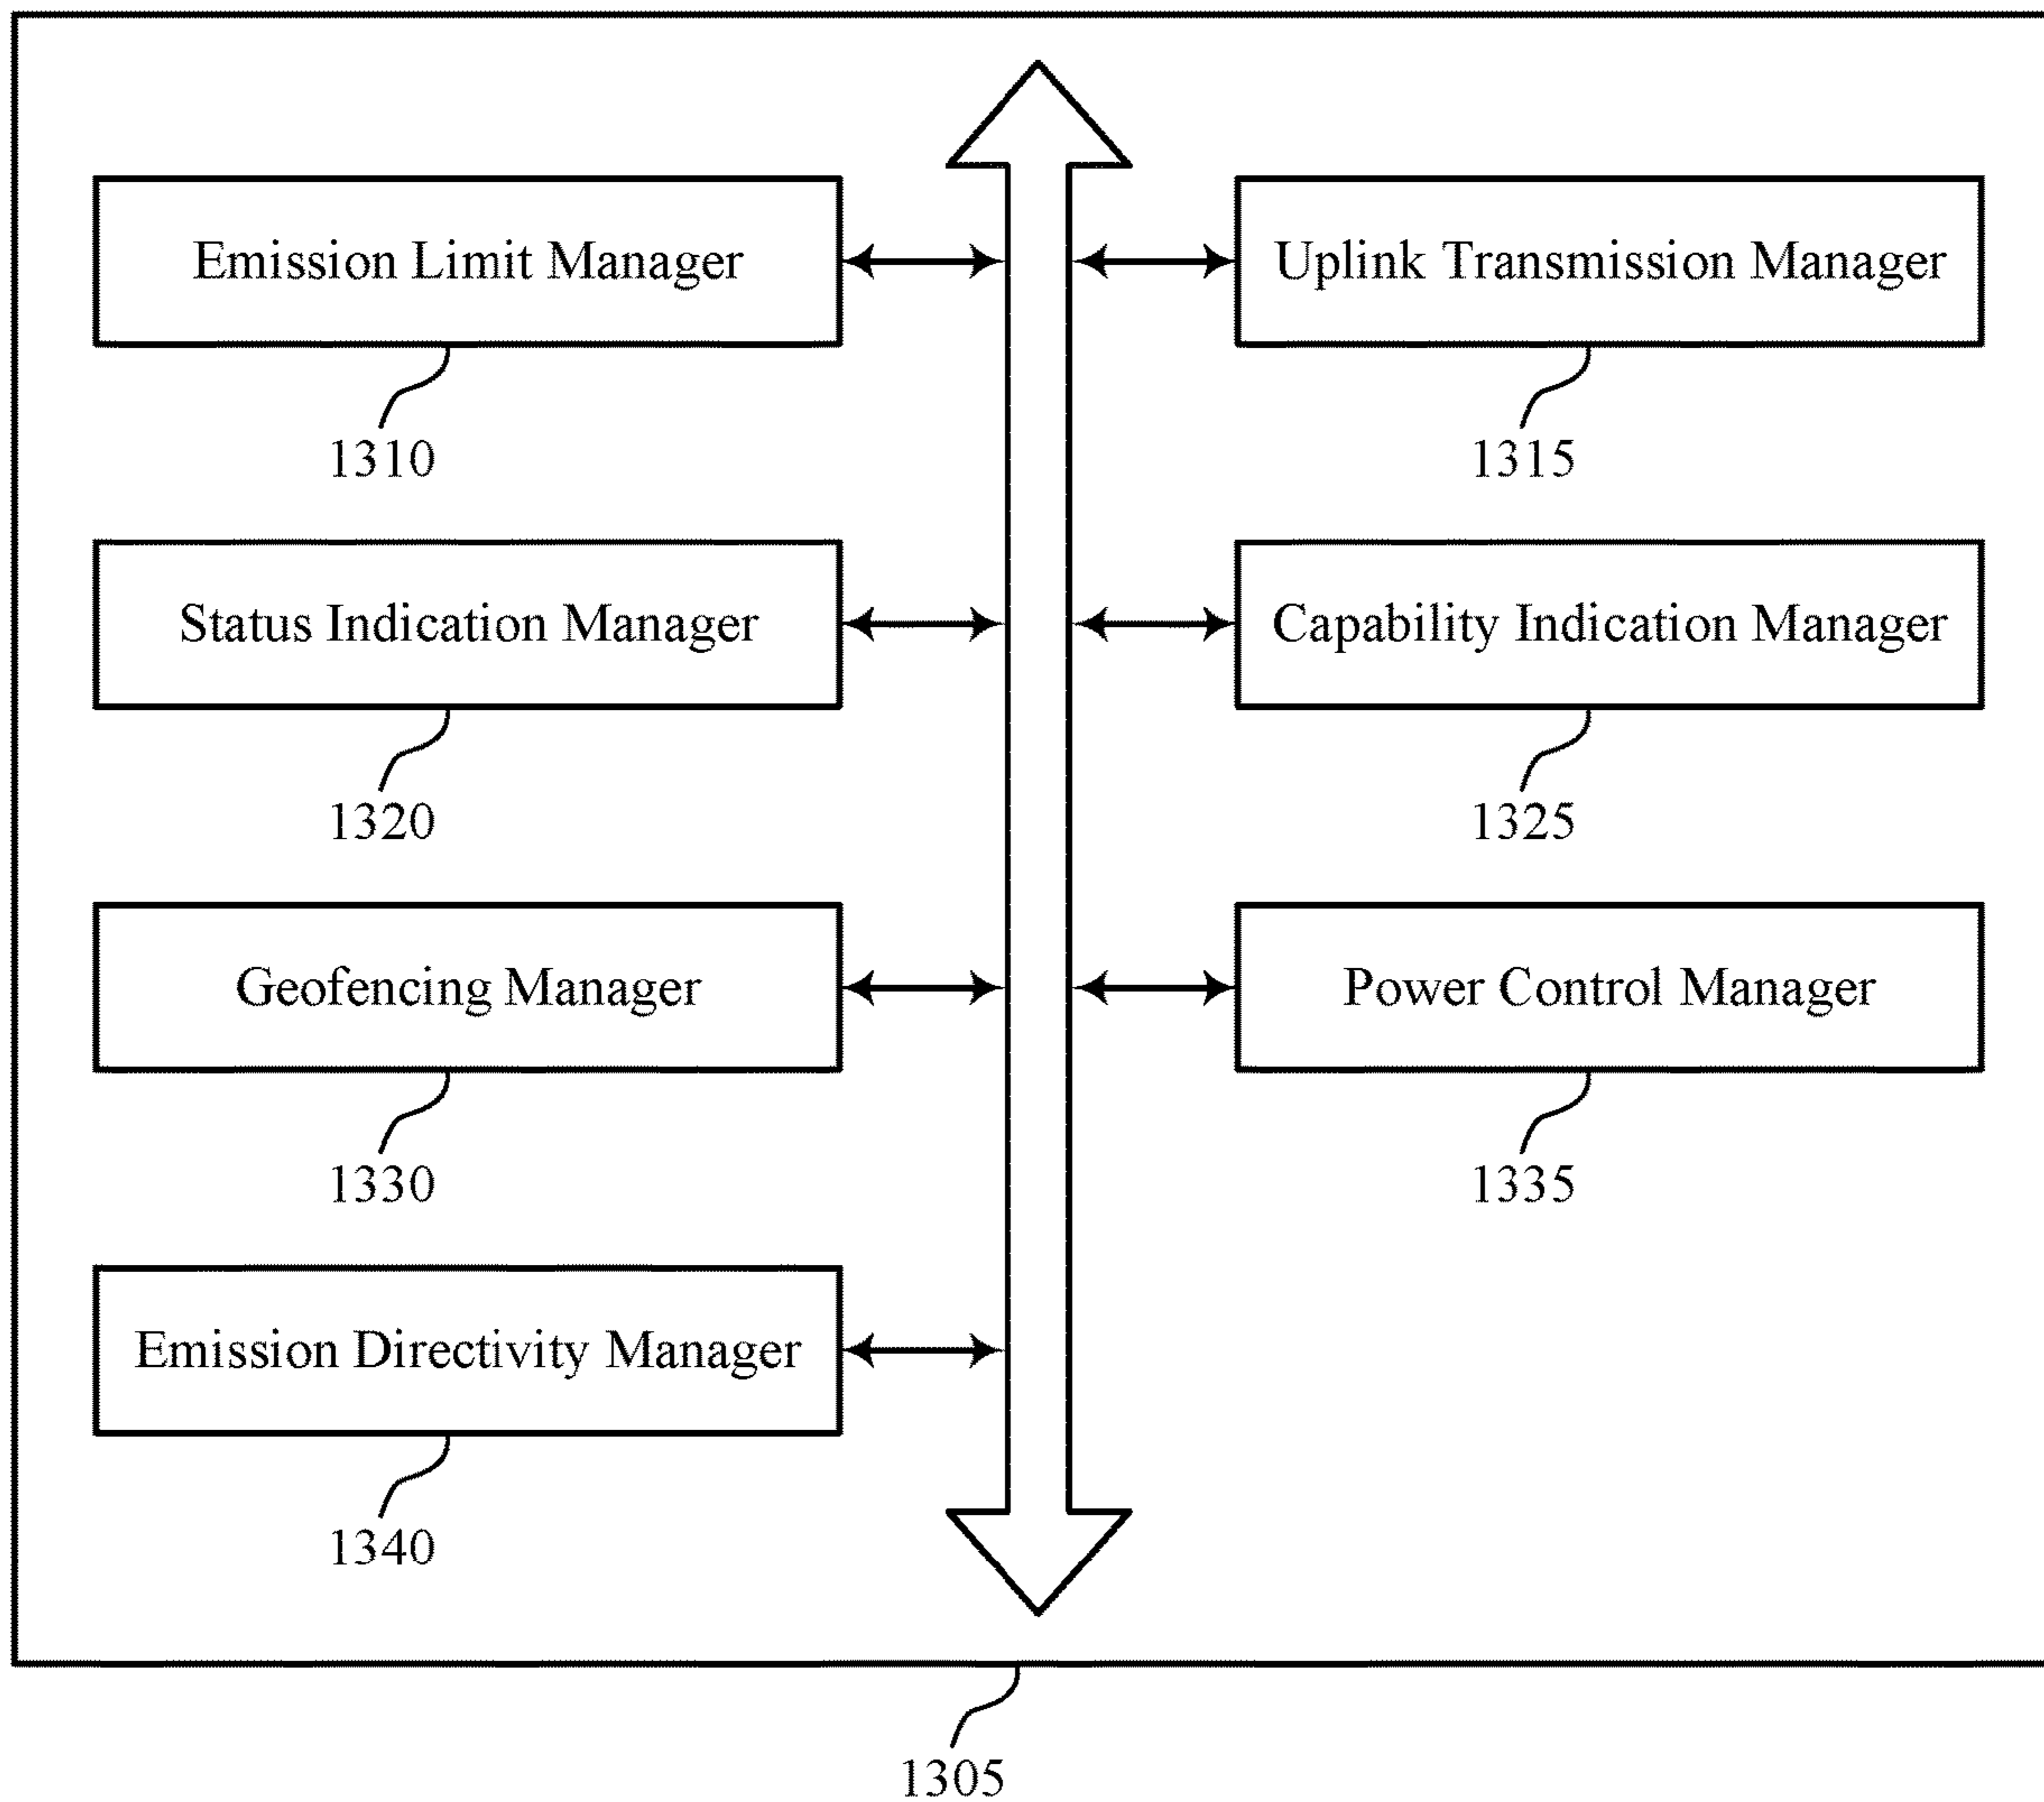 Emission Limit Manager
Uplink Transmission Manager
1310
1315
Status Indication Manager
Capability Indication Manager
1320
1325
Geofencing Manager
Power Control Manager
1330
1335
Emission Directivity Manager
1340
1305